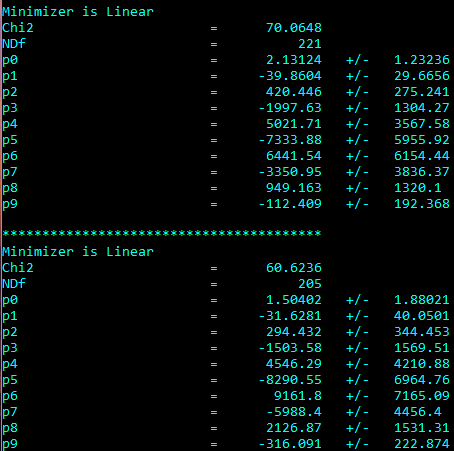 Minimizer is Linear
Chi2 = 70.0648
NDf = 221
p0 = 2.13124 +/- 1.23236
p1 = -39.8604 +/- 29.6656
p2 = 420.446 +/- 275.241
p3 = -1997.63 +/- 1304.27
p4 = 5021.71 +/- 3567.58
p5 = -7333.88 +/- 5955.92
p6 = 6441.54 +/- 6154.44
p7 = -3350.95 +/- 3836.37
p8 = 949.163 +/- 1320.1
p9 = -112.409 +/- 192.368
****************************************
Minimizer is Linear
Chi2 = 60.6236
NDf = 205
p0 = 1.50402 +/- 1.88021
p1 = -31.6281 +/- 40.0501
p2 = 294.432 +/- 344.453
p3 = -1503.58 +/- 1569.51
p4 = 4546.29 +/- 4210.88
p5 = -8290.55 +/- 6964.76
p6 = 9161.8 +/- 7165.09
p7 = -5988.4 +/- 4456.4
p8 = 2126.87 +/- 1531.31
p9 = -316.091 +/- 222.874